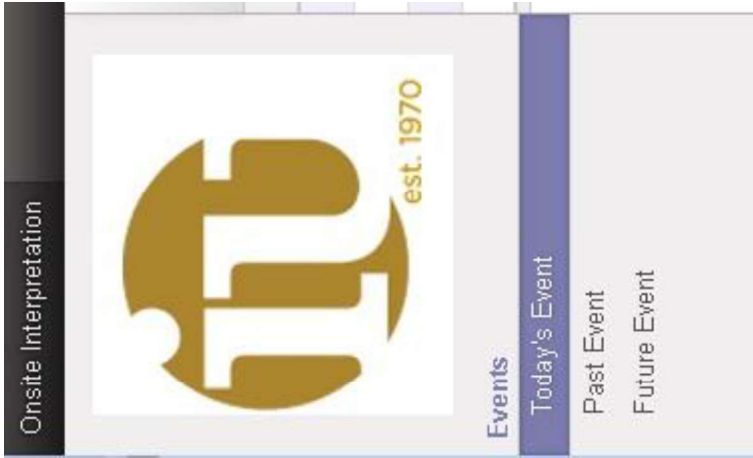 Onsite Interpretation
est. 1970
Events
Today's Event
Past Event
Future Event